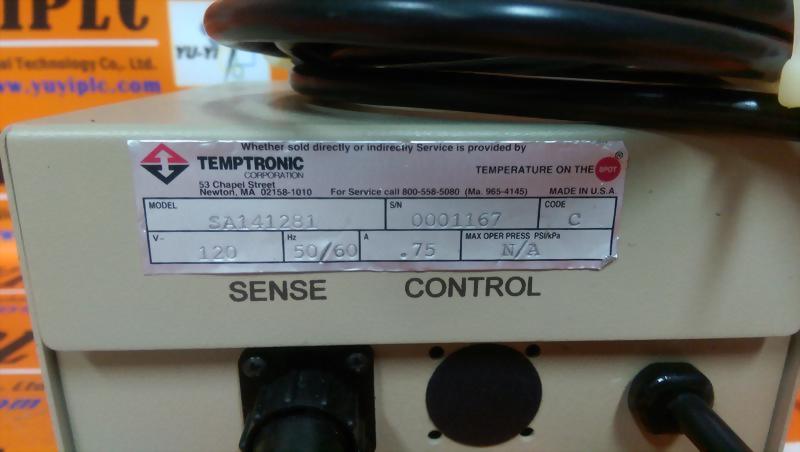 YIPLC
YU-YI
ai Technology Co,. Ltd.
www.yuyiplc.com
Whether sold directly or indirectly Service is provided by
TEMPTRONIC
CORPORATION
TEMPERATURE ON THE SPOT ®
53 Chapel Street
Newton, MA 02158-1010 For Service call 800-558-5080 (Ma. 965-4145) MADE IN U.S.A.
MODEL SA141281 S/N 0001167 CODE C
V~ 120 Hz 50/60 A .75 MAX OPER PRESS PSI/kPa N/A
SENSE CONTROL